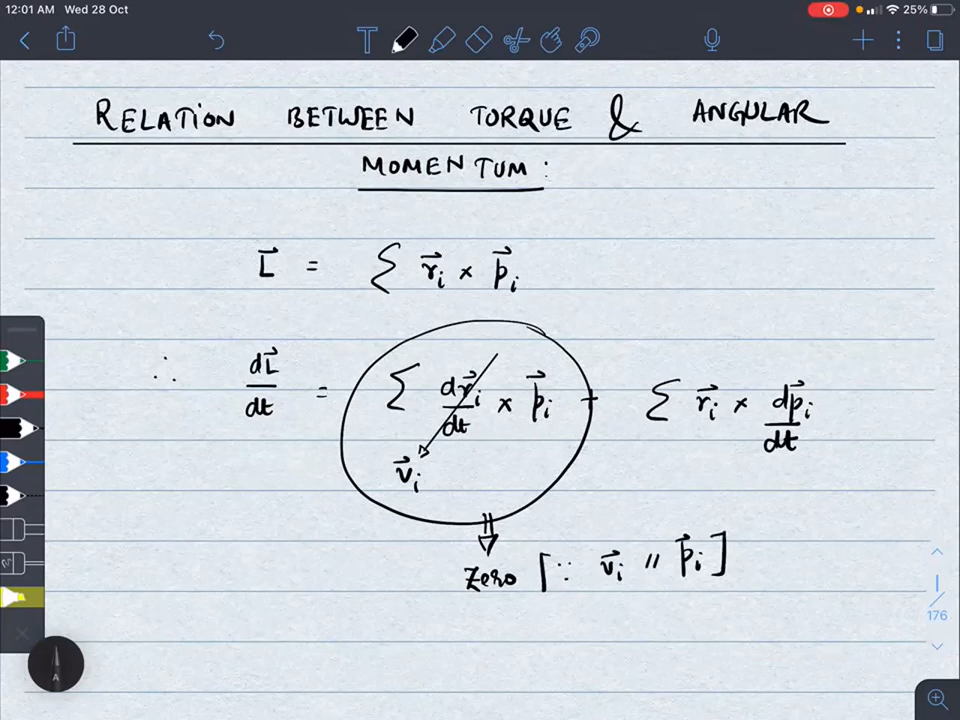 12:01 AM Wed 28 Oct 25%
RELATION BETWEEN TORQUE & ANGULAR
MOMENTUM :
L⃗ = Σ r⃗ᵢ × p⃗ᵢ
∴ dL⃗/dt = Σ dr⃗ᵢ/dt × p⃗ᵢ + Σ r⃗ᵢ × dp⃗ᵢ/dt
v⃗ᵢ
Zero [∵ v⃗ᵢ // p⃗ᵢ]
1/176
A